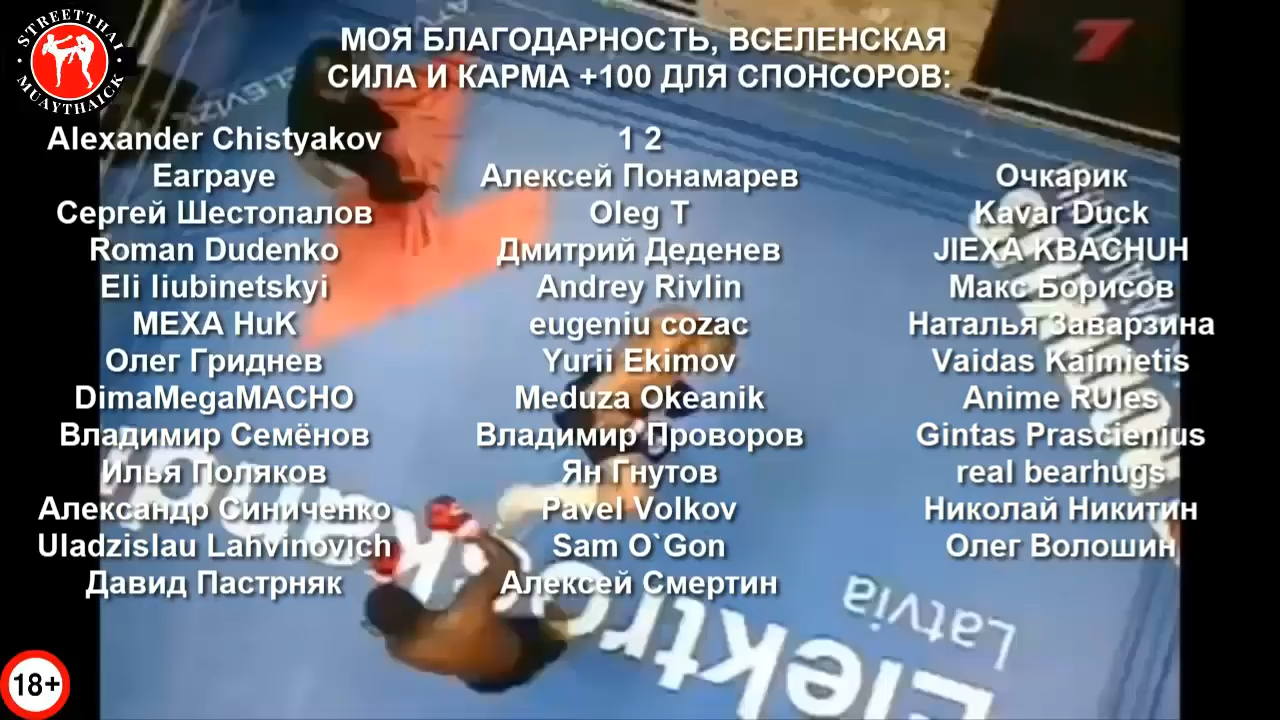 STREETTHAI
MUAYTHAICK
МОЯ БЛАГОДАРНОСТЬ, ВСЕЛЕНСКАЯ
СИЛА И КАРМА +100 ДЛЯ СПОНСОРОВ:
Alexander Chistyakov
Earpaye
Сергей Шестопалов
Roman Dudenko
Eli liubinetskyi
МЕХА HuK
Олег Гриднев
DimaMegaMACHO
Владимир Семёнов
Илья Поляков
Александр Синиченко
Uladzislau Lahvinovich
Давид Пастрняк
1 2
Алексей Понамарев
Oleg T
Дмитрий Деденев
Andrey Rivlin
eugeniu cozac
Yurii Ekimov
Meduza Okeanik
Владимир Проворов
Ян Гнутов
Pavel Volkov
Sam O`Gon
Алексей Смертин
Очкарик
Kavar Duck
JIEXA KBACHUH
Макс Борисов
Наталья Заварзина
Vaidas Kaimietis
Anime RUles
Gintas Prascienius
real bearhugs
Николай Никитин
Олег Волошин
Latvia
18+